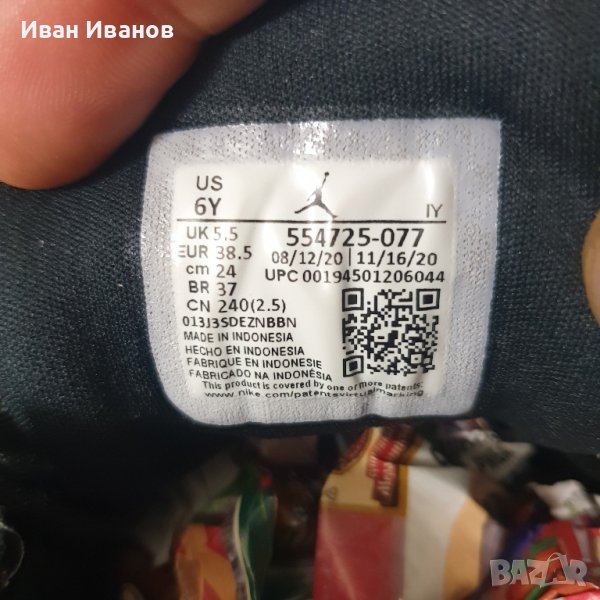 Иван Иванов
US
6Y
IY
UK 5.5
EUR 38.5
cm 24
BR 37
CN 240(2.5)
554725-077
08/12/20 | 11/16/20
UPC 00194501206044
013J3SDEZNBBN
MADE IN INDONESIA
HECHO EN INDONESIA
FABRIQUE EN INDONESIE
FABRICADO NA INDONESIA
This product is covered by one or more patents:
www.nike.com/patentsvirtualmarking
BAZAR